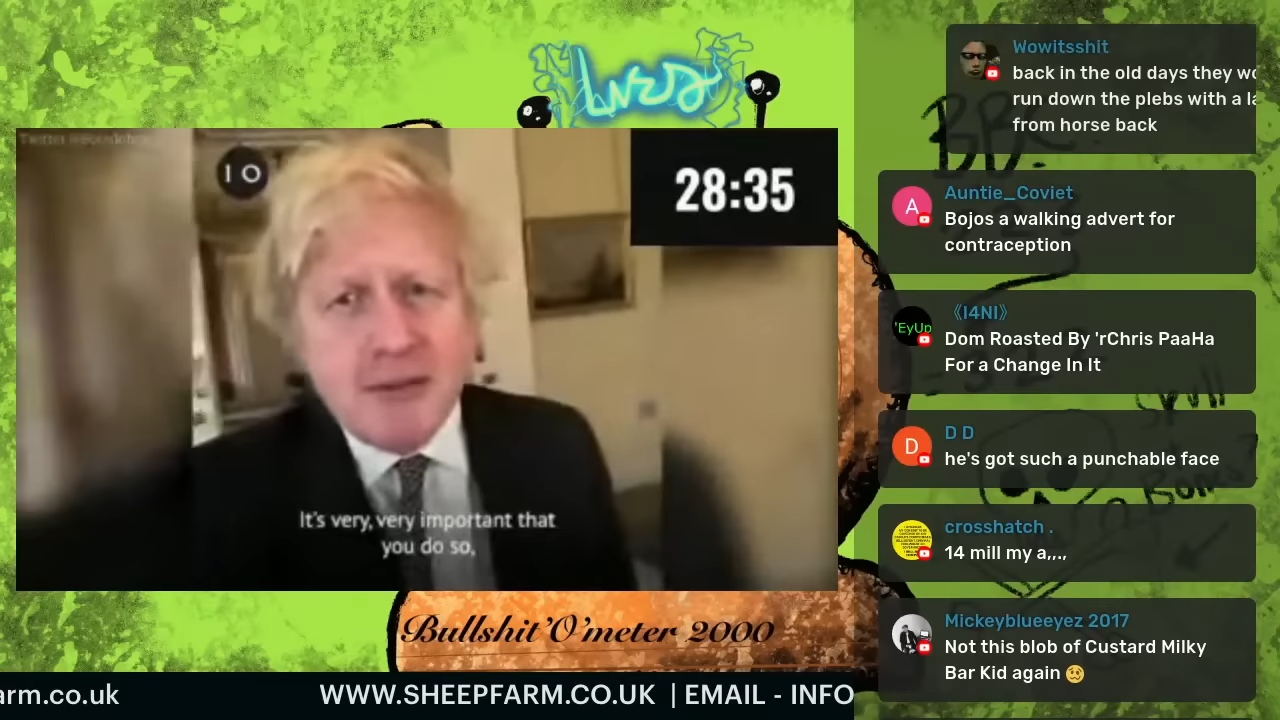 Wowitsshit
back in the old days they wo
run down the plebs with a la
from horse back
28:35
Auntie_Coviet
Bojos a walking advert for
contraception
《I4NI》
'EyUp
Dom Roasted By 'rChris PaaHa
For a Change In It
D
D D
he's got such a punchable face
It's very, very important that
you do so,
crosshatch .
14 mill my a,,.,
Bullshit'O'meter 2000
Mickeyblueeyez 2017
Not this blob of Custard Milky
Bar Kid again 🥴
arm.co.uk
WWW.SHEEPFARM.CO.UK | EMAIL - INFO
10
A